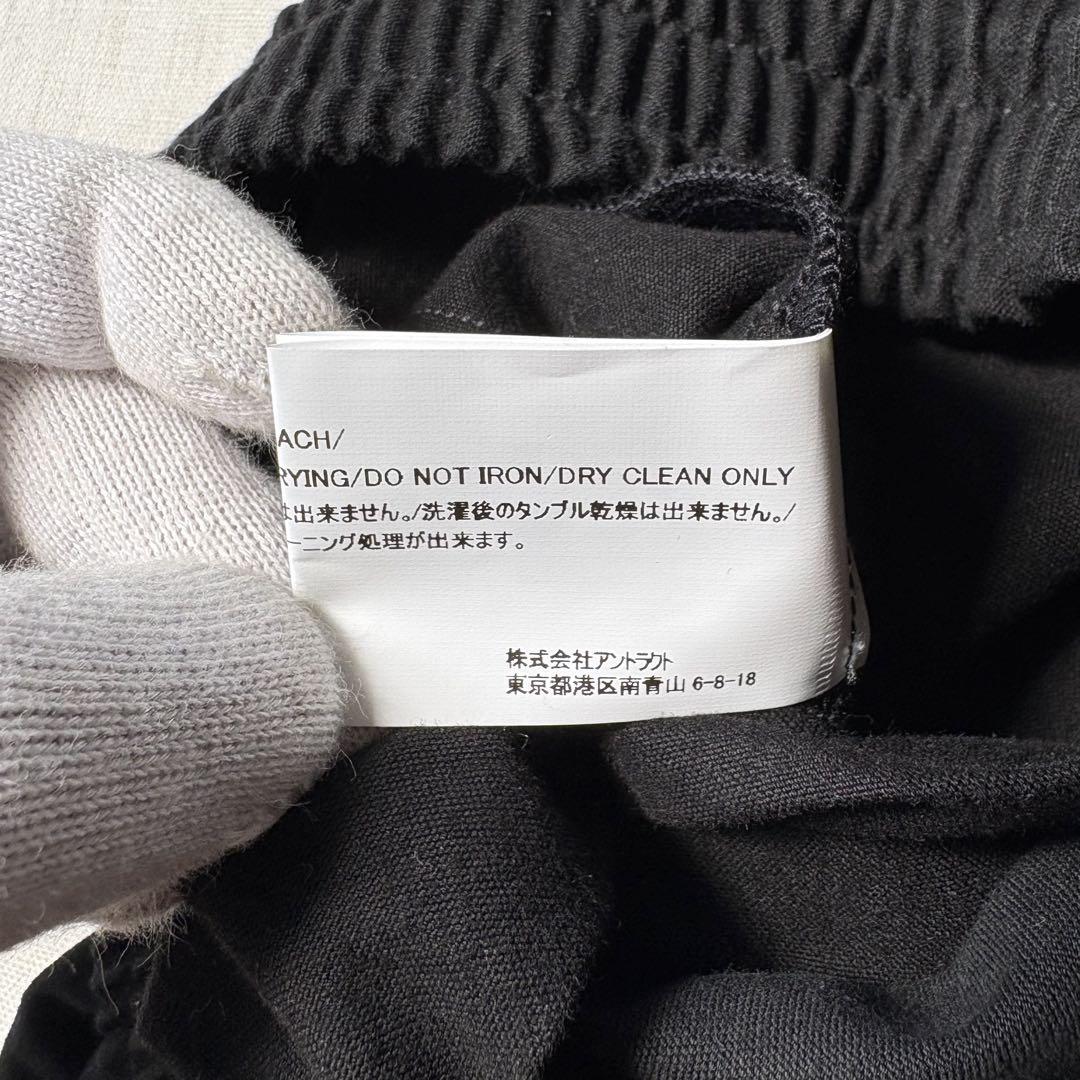 ACH/
RYING/DO NOT IRON/DRY CLEAN ONLY
は出来ません。/洗濯後のタンブル乾燥は出来ません。/
ーニング処理が出来ます。
株式会社アントラクト
東京都港区南青山 6-8-18